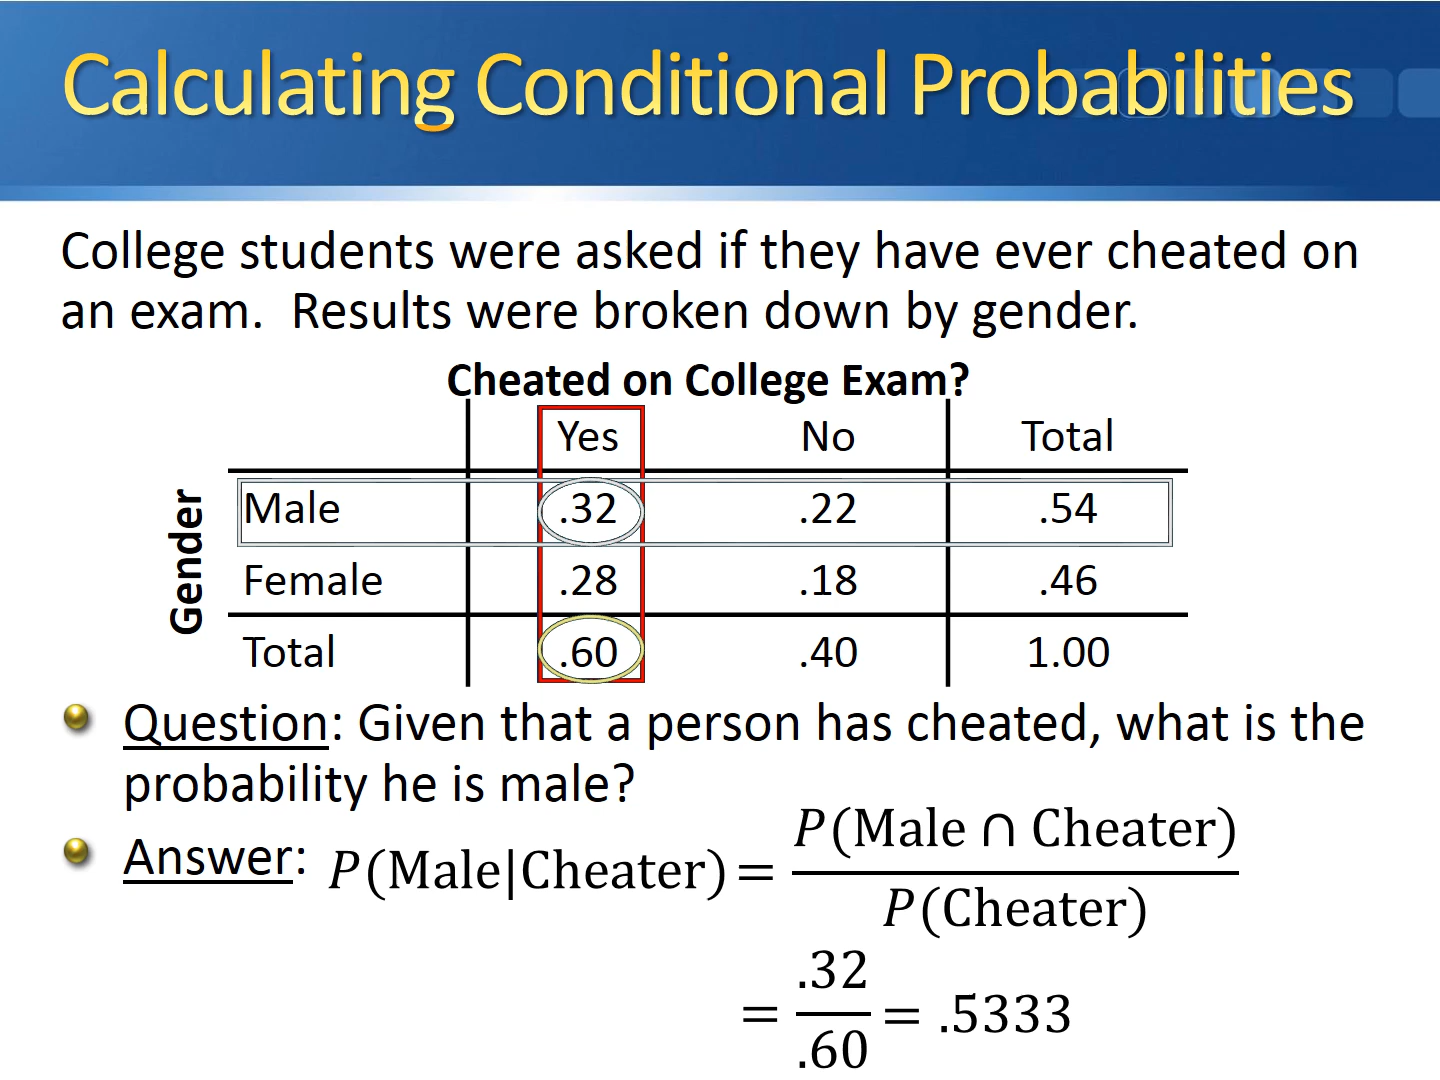 Calculating Conditional Probabilities
College students were asked if they have ever cheated on
an exam.  Results were broken down by gender.
Cheated on College Exam?
Yes No Total
Gender
Male .32 .22 .54
Female .28 .18 .46
Total .60 .40 1.00
Question: Given that a person has cheated, what is the
probability he is male?
Answer: P(Male|Cheater) = P(Male ∩ Cheater)
P(Cheater)
= .32
.60
= .5333